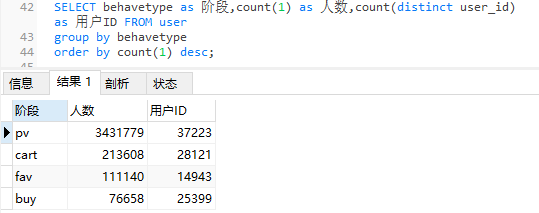 42 SELECT behavetype as 阶段,count(1) as 人数,count(distinct user_id)
as 用户ID FROM user
43 group by behavetype
44 order by count(1) desc;
45
信息 结果 1 剖析 状态
阶段 人数 用户ID
pv 3431779 37223
cart 213608 28121
fav 111140 14943
buy 76658 25399